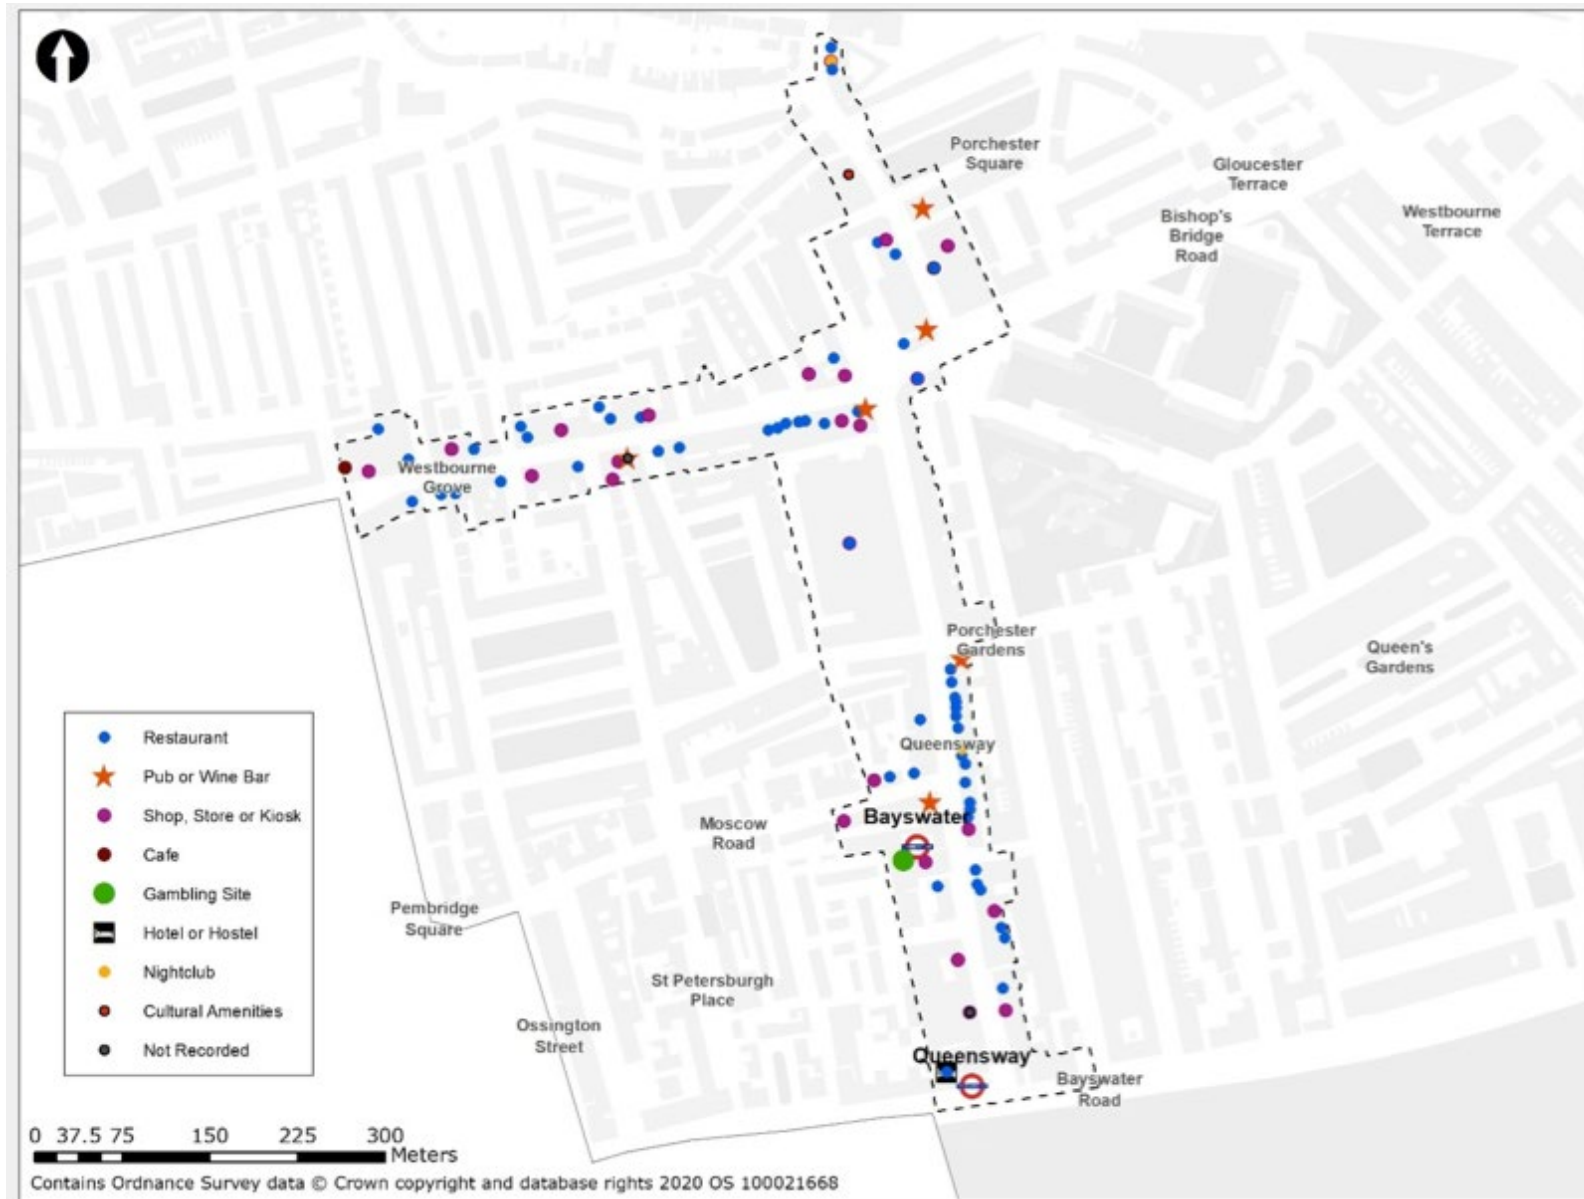 Porchester
Square
Gloucester
Terrace
Westbourne
Terrace
Bishop's
Bridge
Road
Westbourne
Grove
Porchester
Gardens
Queen's
Gardens
Queensway
Bayswater
Moscow
Road
Pembridge
Square
St Petersburgh
Place
Ossington
Street
Queensway
Bayswater
Road
Restaurant
Pub or Wine Bar
Shop, Store or Kiosk
Cafe
Gambling Site
Hotel or Hostel
Nightclub
Cultural Amenities
Not Recorded
0 37.5 75 150 225 300
Meters
Contains Ordnance Survey data © Crown copyright and database rights 2020 OS 100021668